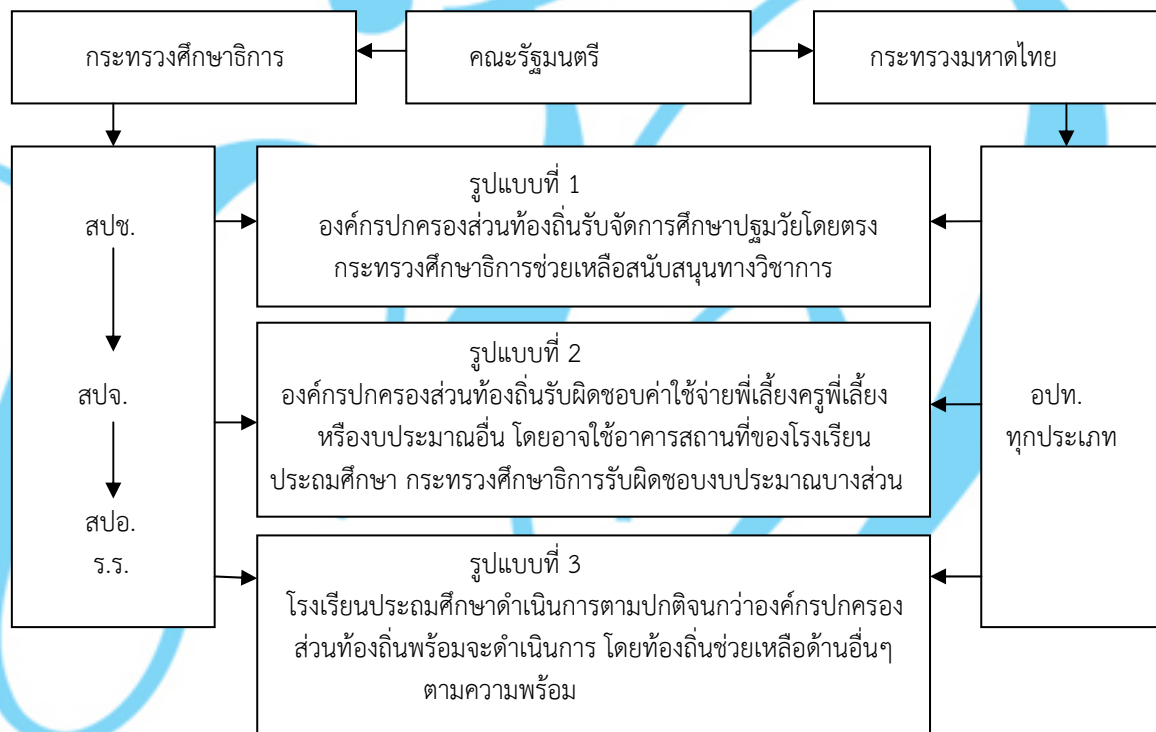 กระทรวงศึกษาธิการ
คณะรัฐมนตรี
กระทรวงมหาดไทย
สปช.
สปจ.
สปอ.
ร.ร.
รูปแบบที่ 1
องค์กรปกครองส่วนท้องถิ่นรับจัดการศึกษาปฐมวัยโดยตรง
กระทรวงศึกษาธิการช่วยเหลือสนับสนุนทางวิชาการ
รูปแบบที่ 2
องค์กรปกครองส่วนท้องถิ่นรับผิดชอบค่าใช้จ่ายพี่เลี้ยงครูพี่เลี้ยง
หรืองบประมาณอื่น โดยอาจใช้อาคารสถานที่ของโรงเรียน
ประถมศึกษา กระทรวงศึกษาธิการรับผิดชอบงบประมาณบางส่วน
รูปแบบที่ 3
โรงเรียนประถมศึกษาดำเนินการตามปกติจนกว่าองค์กรปกครอง
ส่วนท้องถิ่นพร้อมจะดำเนินการ โดยท้องถิ่นช่วยเหลือด้านอื่นๆ
ตามความพร้อม
อปท.
ทุกประเภท